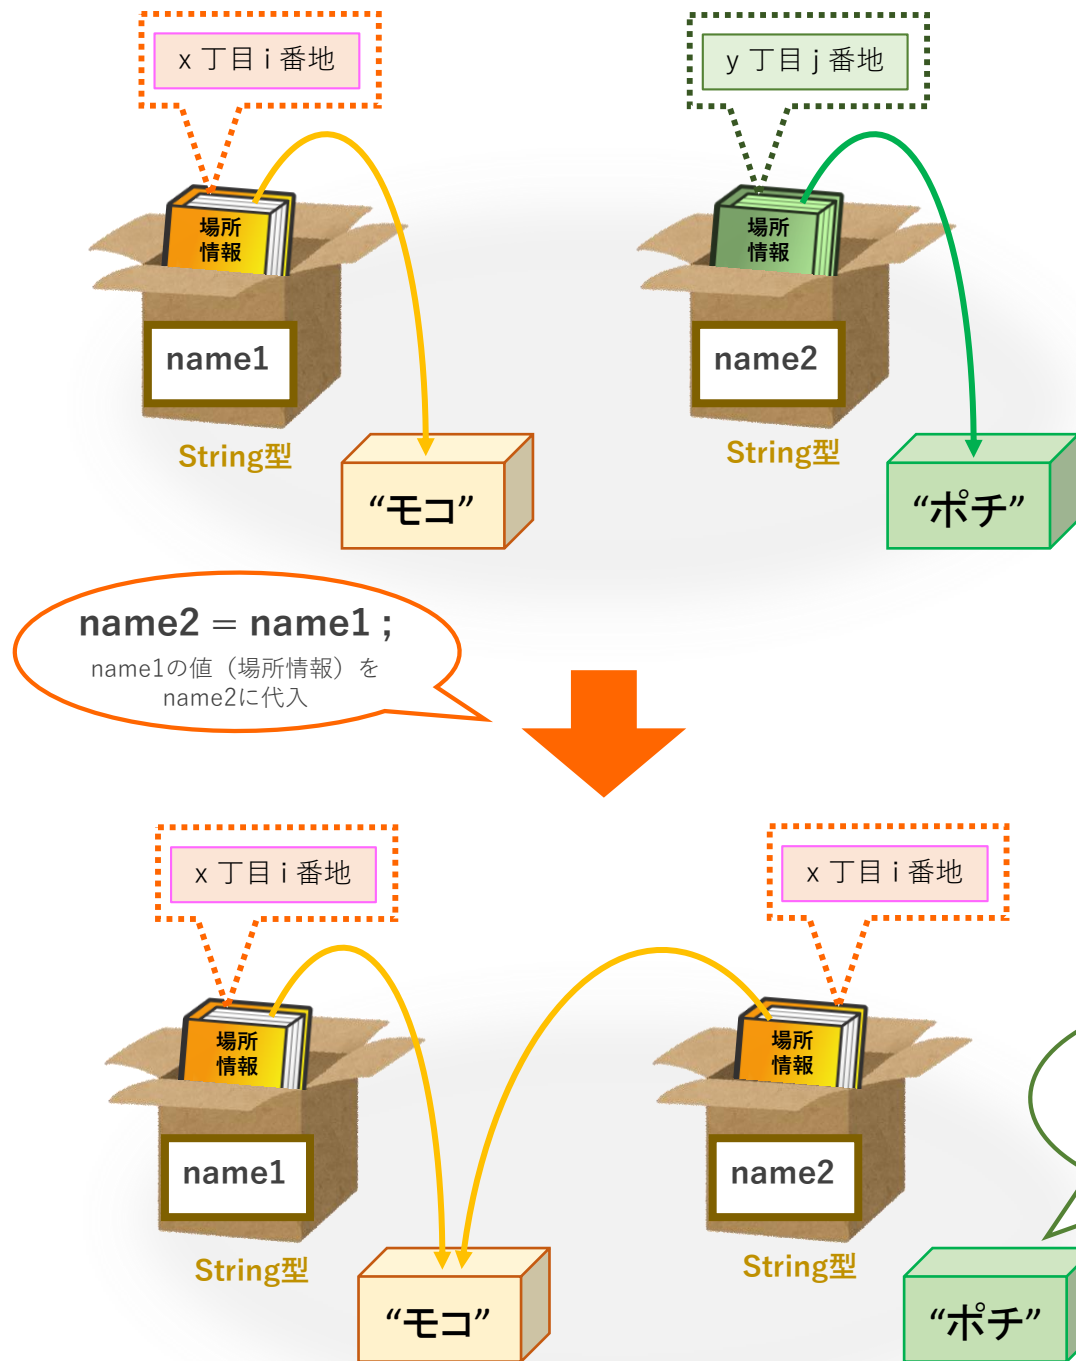 x 丁目 i 番地
y 丁目 j 番地
場所
情報
場所
情報
name1
name2
String型
String型
“モコ”
“ポチ”
name2 = name1 ;
name1の値（場所情報）を
name2に代入
x 丁目 i 番地
x 丁目 i 番地
場所
情報
場所
情報
name1
name2
String型
String型
“モコ”
“ポチ”